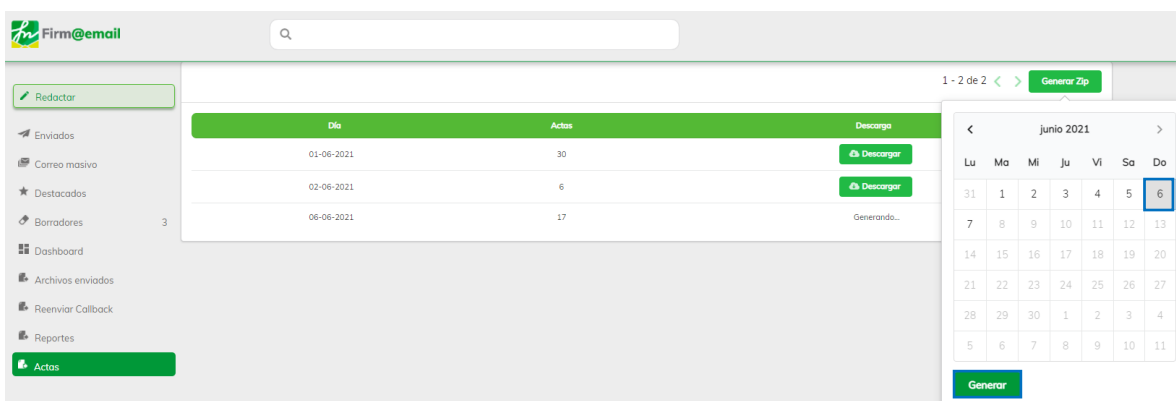 Firm@email
1 - 2 de 2
Generar Zip
Redactar
Enviados
Correo masivo
Destacados
Borradores 3
Dashboard
Archivos enviados
Reenviar Callback
Reportes
Actas
Día Actas Descarga
01-06-2021 30 Descargar
02-06-2021 6 Descargar
06-06-2021 17 Generando...
junio 2021
Lu Ma Mi Ju Vi Sa Do
31 1 2 3 4 5 6
7 8 9 10 11 12 13
14 15 16 17 18 19 20
21 22 23 24 25 26 27
28 29 30 1 2 3 4
5 6 7 8 9 10 11
Generar